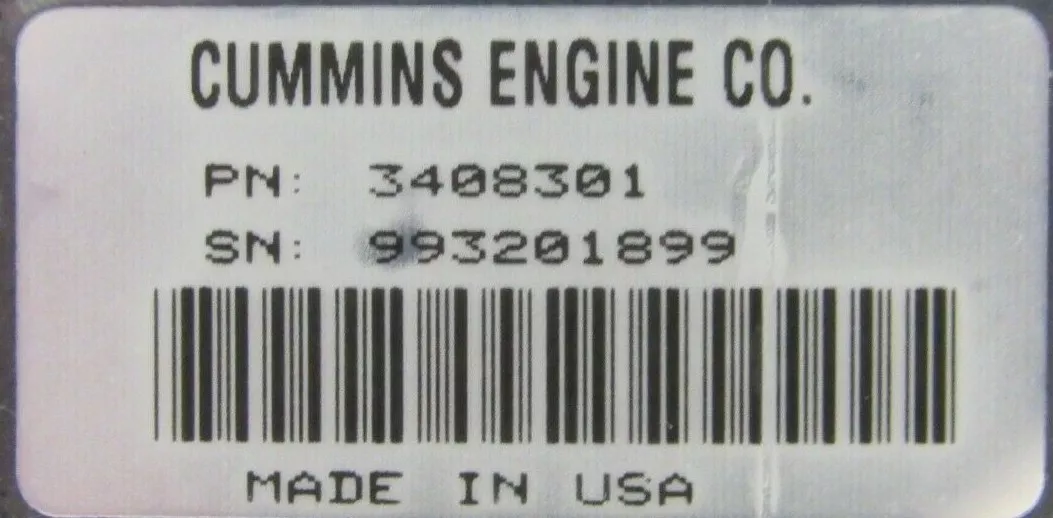 CUMMINS ENGINE CO.
PN: 3408301
SN: 993201899
MADE IN USA